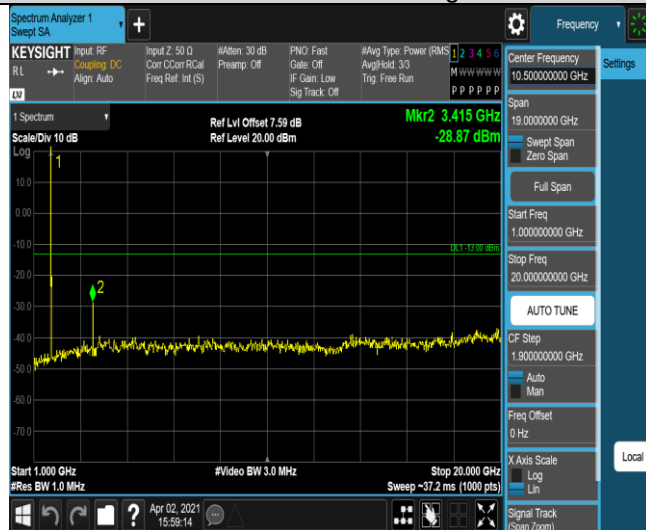 Spectrum Analyzer 1
Swept SA
Frequency
KEYSIGHT
RL
LXI
Input: RF
Coupling: DC
Align: Auto
Input Z: 50 Ω
Corr CCorr RCal
Freq Ref: Int (S)
#Atten: 30 dB
Preamp: Off
PNO: Fast
Gate: Off
IF Gain: Low
Sig Track: Off
#Avg Type: Power (RMS
Avg|Hold: 3/3
Trig: Free Run
1 2 3 4 5 6
M W W W W W
P P P P P P
1 Spectrum
Scale/Div 10 dB
Log
Ref Lvl Offset 7.59 dB
Ref Level 20.00 dBm
Mkr2 3.415 GHz
-28.87 dBm
1
10.0
0.00
-10.0
DL1 -13.00 dBm
-20.0
2
-30.0
-40.0
-50.0
-60.0
-70.0
Start 1.000 GHz
#Res BW 1.0 MHz
#Video BW 3.0 MHz
Stop 20.000 GHz
Sweep ~37.2 ms (1000 pts)
Center Frequency
10.500000000 GHz
Settings
Span
19.0000000 GHz
Swept Span
Zero Span
Full Span
Start Freq
1.000000000 GHz
Stop Freq
20.000000000 GHz
AUTO TUNE
CF Step
1.900000000 GHz
Auto
Man
Freq Offset
0 Hz
X Axis Scale
Log
Lin
Local
Signal Track
(Span Zoom)
?
Apr 02, 2021
15:59:14